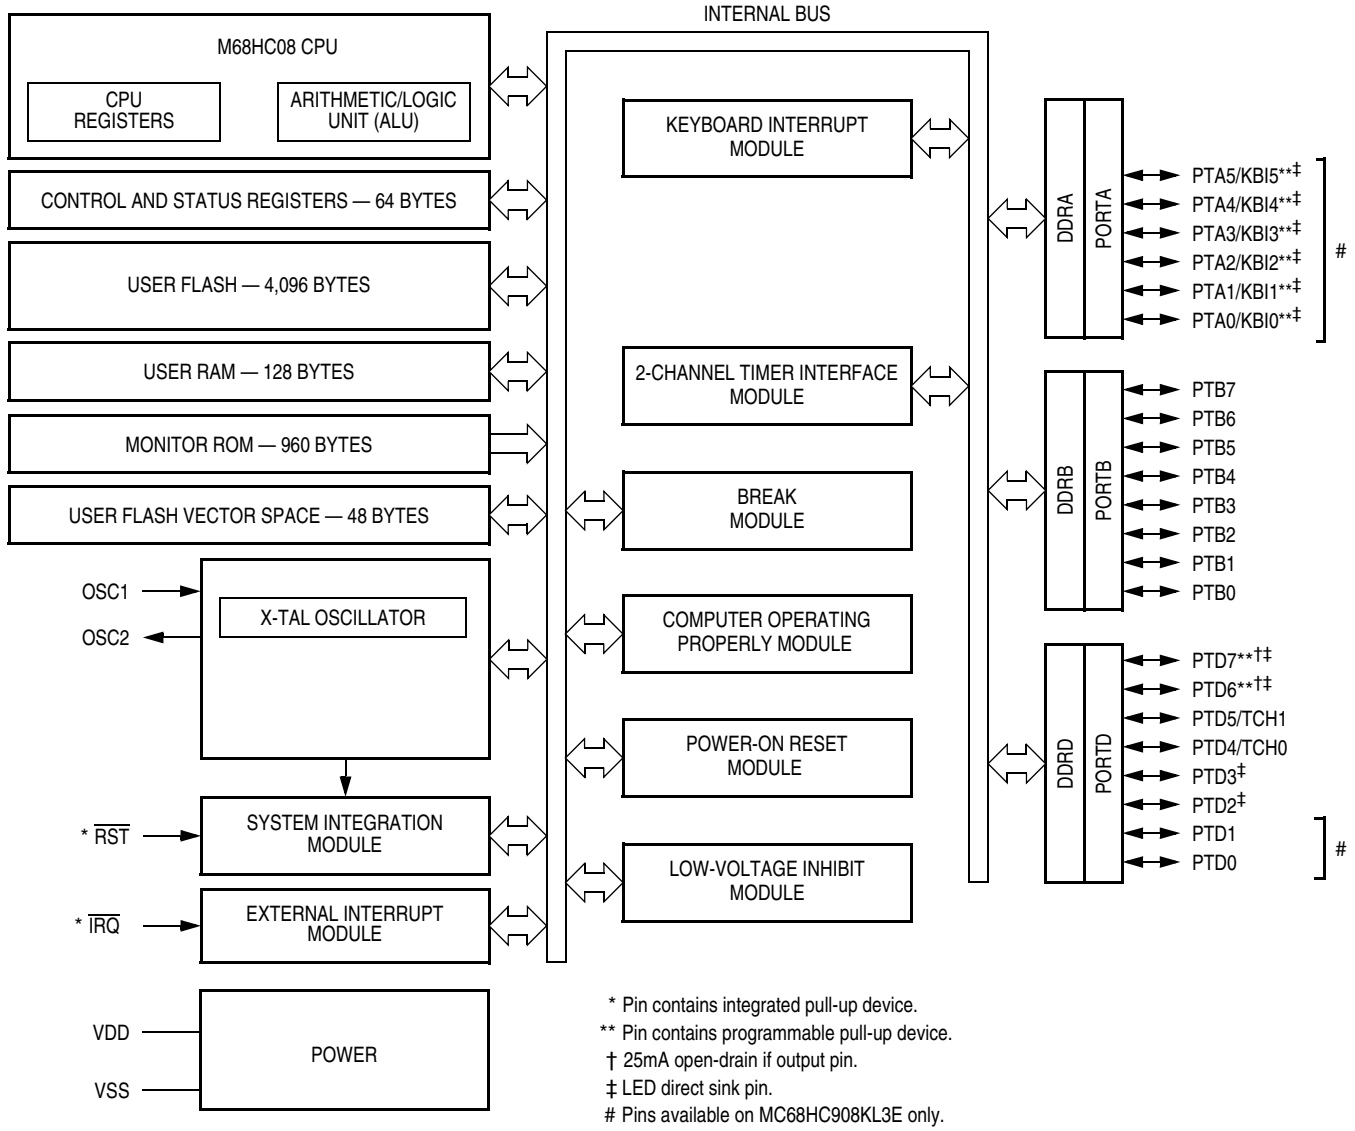 INTERNAL BUS
M68HC08 CPU
CPU
REGISTERS
ARITHMETIC/LOGIC
UNIT (ALU)
CONTROL AND STATUS REGISTERS — 64 BYTES
USER FLASH — 4,096 BYTES
USER RAM — 128 BYTES
MONITOR ROM — 960 BYTES
USER FLASH VECTOR SPACE — 48 BYTES
OSC1
OSC2
X-TAL OSCILLATOR
* RST
SYSTEM INTEGRATION
MODULE
* IRQ
EXTERNAL INTERRUPT
MODULE
VDD
VSS
POWER
KEYBOARD INTERRUPT
MODULE
2-CHANNEL TIMER INTERFACE
MODULE
BREAK
MODULE
COMPUTER OPERATING
PROPERLY MODULE
POWER-ON RESET
MODULE
LOW-VOLTAGE INHIBIT
MODULE
DDRA
PORTA
PTA5/KBI5**‡
PTA4/KBI4**‡
PTA3/KBI3**‡
PTA2/KBI2**‡
PTA1/KBI1**‡
PTA0/KBI0**‡
#
DDRB
PORTB
PTB7
PTB6
PTB5
PTB4
PTB3
PTB2
PTB1
PTB0
DDRD
PORTD
PTD7**†‡
PTD6**†‡
PTD5/TCH1
PTD4/TCH0
PTD3‡
PTD2‡
PTD1
PTD0
#
* Pin contains integrated pull-up device.
** Pin contains programmable pull-up device.
† 25mA open-drain if output pin.
‡ LED direct sink pin.
# Pins available on MC68HC908KL3E only.